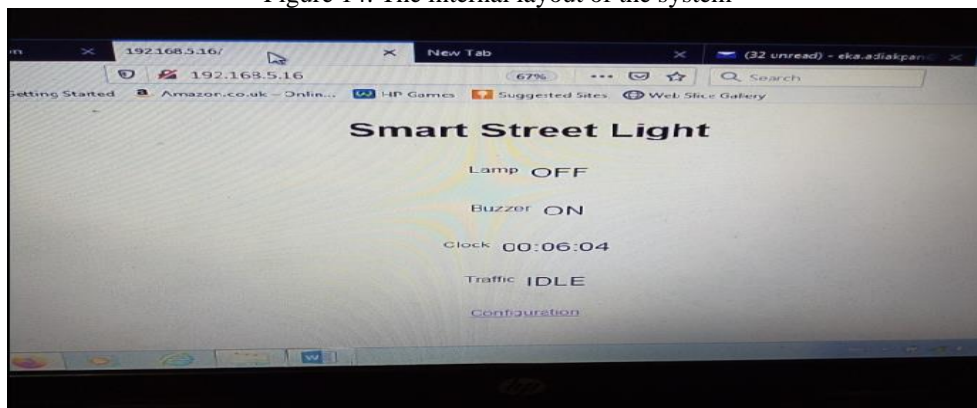 Figure 14: The internal layout of the system
192.168.5.16/ New Tab (32 unread) - eka.adiakpan
192.168.5.16 67% Search
Getting Started Amazon.co.uk – Onlin... HP Games Suggested Sites Web Slice Gallery
Smart Street Light
Lamp OFF
Buzzer ON
Clock 00:06:04
Traffic IDLE
Configuration
W
hp